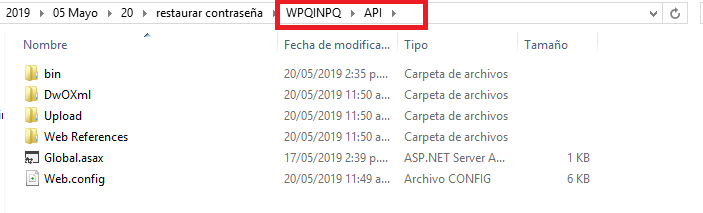 2019 › 05 Mayo › 20 › restaurar contraseña › WPQINPQ › API ›
Nombre Fecha de modifica... Tipo Tamaño
bin 20/05/2019 2:35 p.... Carpeta de archivos
DwOXml 20/05/2019 11:50 a... Carpeta de archivos
Upload 20/05/2019 11:50 a... Carpeta de archivos
Web References 20/05/2019 11:50 a... Carpeta de archivos
Global.asax 17/05/2019 2:39 p.... ASP.NET Server A... 1 KB
Web.config 20/05/2019 11:49 a... Archivo CONFIG 6 KB